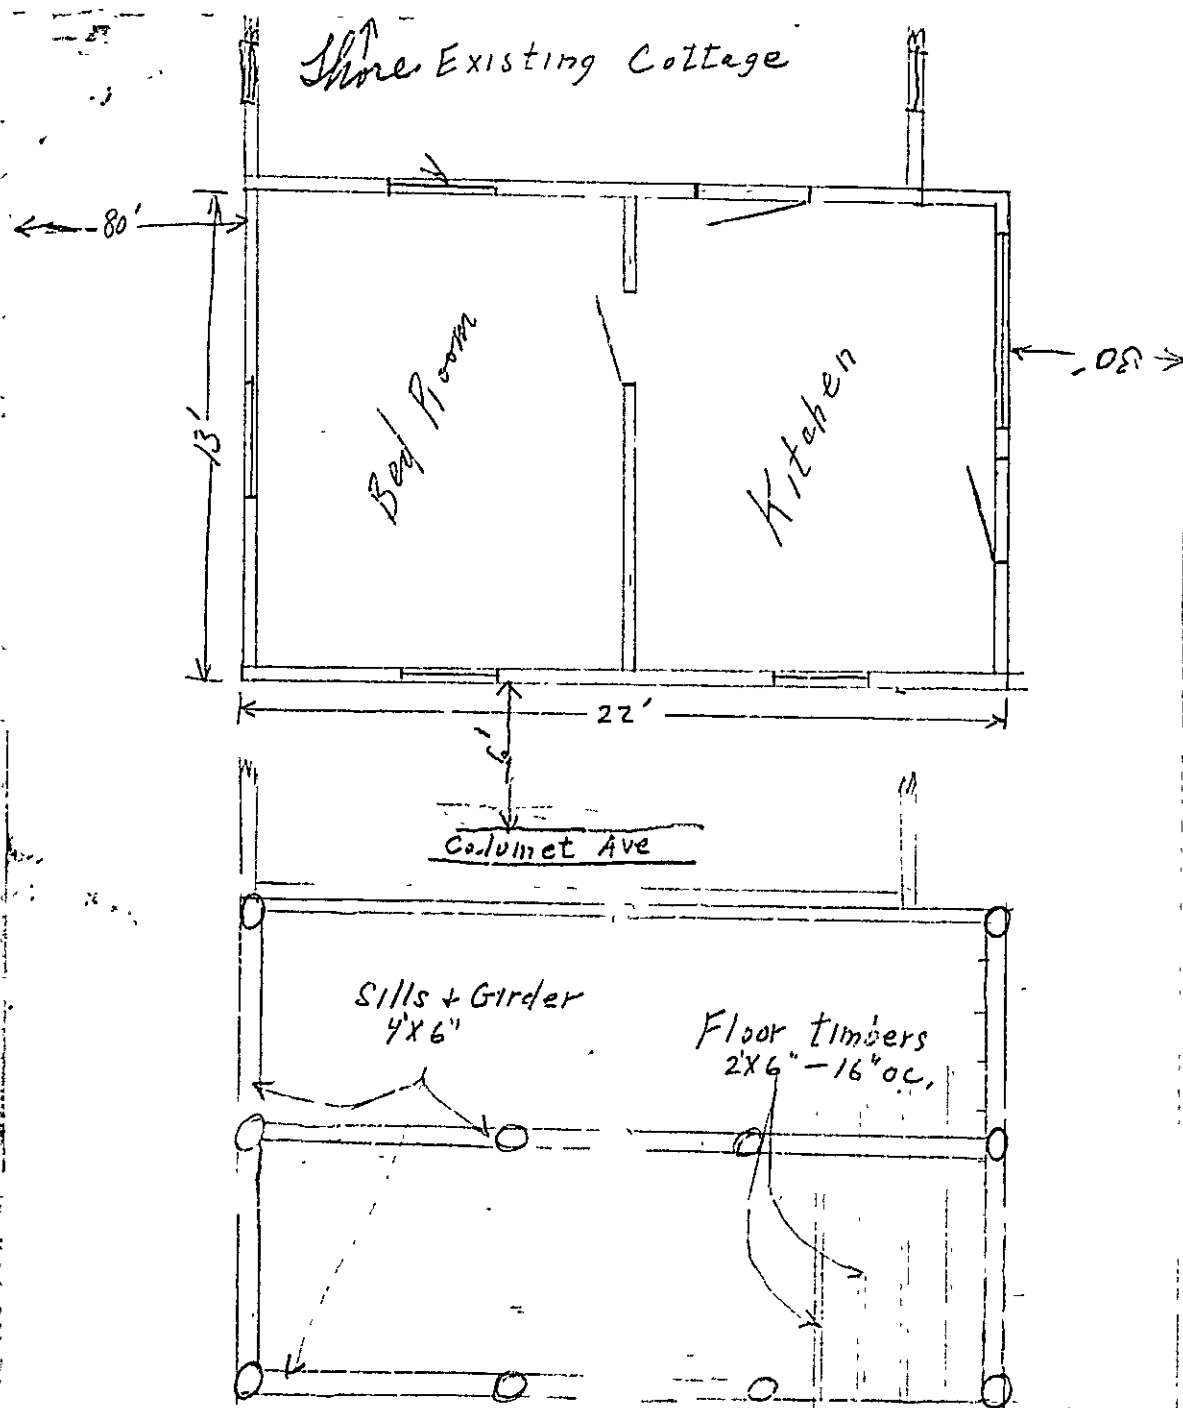 Shore Existing Cottage
80'
13'
Bed Room
Kitchen
30'
22'
6'
Calumet Ave
Sills + Girder
4"X6"
Floor timbers
2"X6"-16"oc.